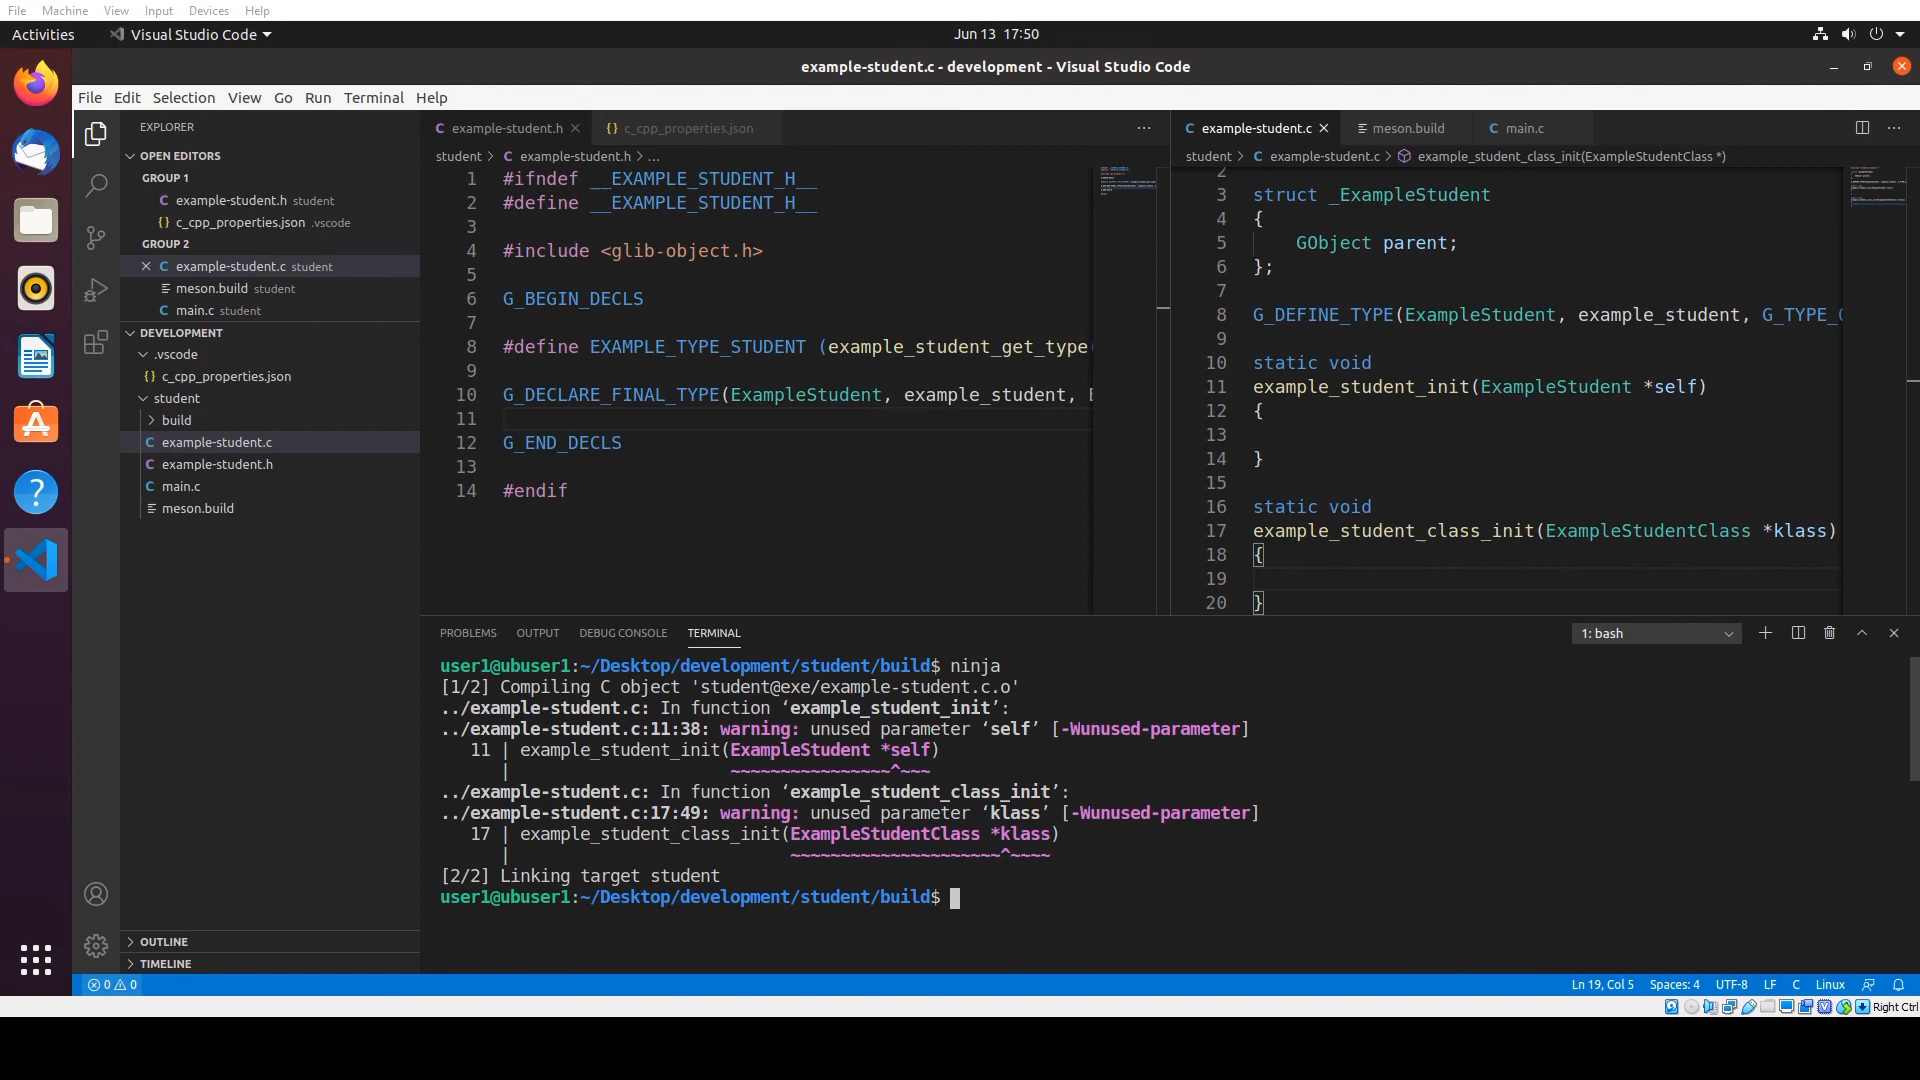 File Machine View Input Devices Help
Activities Visual Studio Code Jun 13 17:50
example-student.c - development - Visual Studio Code
File Edit Selection View Go Run Terminal Help
EXPLORER
OPEN EDITORS
GROUP 1
example-student.h student
c_cpp_properties.json .vscode
GROUP 2
example-student.c student
meson.build student
main.c student
DEVELOPMENT
.vscode
c_cpp_properties.json
student
build
example-student.c
example-student.h
main.c
meson.build
OUTLINE
TIMELINE
example-student.h c_cpp_properties.json
student > C example-student.h > ...
1 #ifndef __EXAMPLE_STUDENT_H__
2 #define __EXAMPLE_STUDENT_H__
3
4 #include <glib-object.h>
5
6 G_BEGIN_DECLS
7
8 #define EXAMPLE_TYPE_STUDENT (example_student_get_type
9
10 G_DECLARE_FINAL_TYPE(ExampleStudent, example_student, E
11
12 G_END_DECLS
13
14 #endif
example-student.c meson.build main.c
student > C example-student.c > example_student_class_init(ExampleStudentClass *)
2
3 struct _ExampleStudent
4 {
5 GObject parent;
6 };
7
8 G_DEFINE_TYPE(ExampleStudent, example_student, G_TYPE_O
9
10 static void
11 example_student_init(ExampleStudent *self)
12 {
13
14 }
15
16 static void
17 example_student_class_init(ExampleStudentClass *klass)
18 {
19
20 }
PROBLEMS OUTPUT DEBUG CONSOLE TERMINAL 1: bash
user1@ubuser1:~/Desktop/development/student/build$ ninja
[1/2] Compiling C object 'student@exe/example-student.c.o'
../example-student.c: In function ‘example_student_init’:
../example-student.c:11:38: warning: unused parameter ‘self’ [-Wunused-parameter]
11 | example_student_init(ExampleStudent *self)
| ~~~~~~~~~~~~~~~~^~~~
../example-student.c: In function ‘example_student_class_init’:
../example-student.c:17:49: warning: unused parameter ‘klass’ [-Wunused-parameter]
17 | example_student_class_init(ExampleStudentClass *klass)
| ~~~~~~~~~~~~~~~~~~~~~^~~~~
[2/2] Linking target student
user1@ubuser1:~/Desktop/development/student/build$
0 0 Ln 19, Col 5 Spaces: 4 UTF-8 LF C Linux
Right Ctrl